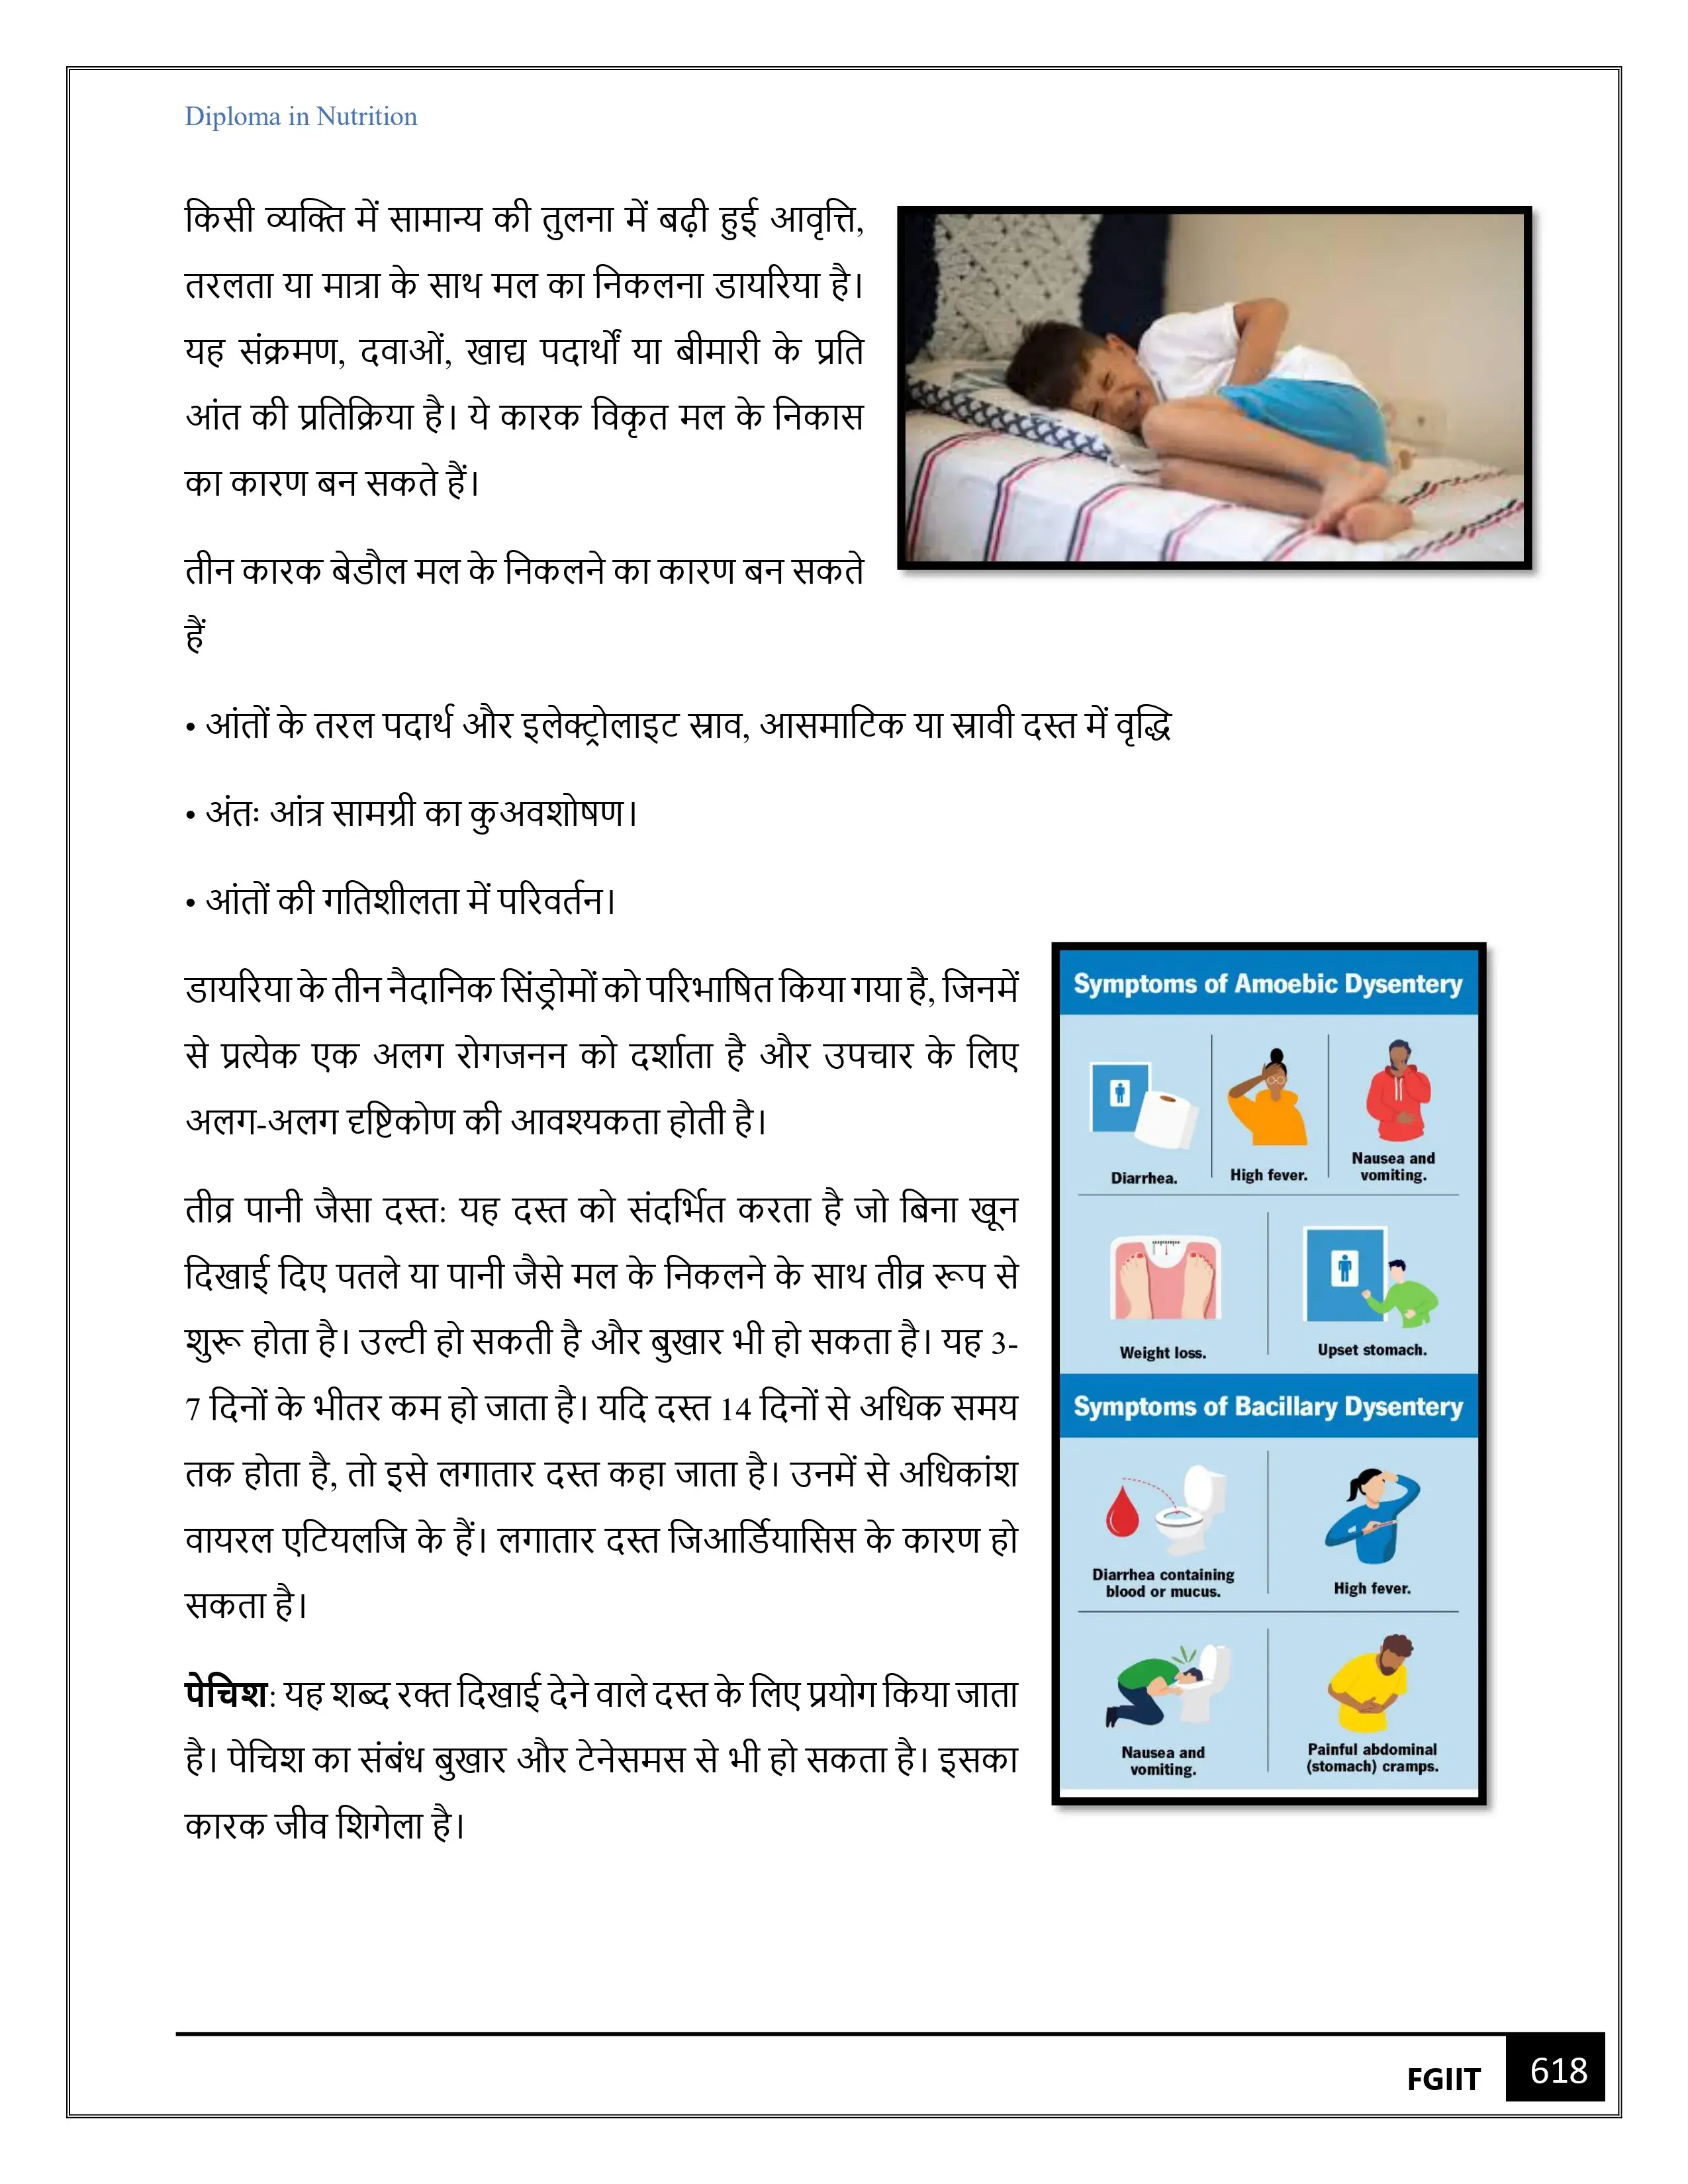 Diploma in Nutrition
किसी व्यक्ति में सामान्य की तुलना में बढ़ी हुई आवृत्ति,
तरलता या मात्रा के साथ मल का निकलना डायरिया है।
यह संक्रमण, दवाओं, खाद्य पदार्थों या बीमारी के प्रति
आंत की प्रतिक्रिया है। ये कारक विकृत मल के निकास
का कारण बन सकते हैं।
तीन कारक बेडौल मल के निकलने का कारण बन सकते
हैं
• आंतों के तरल पदार्थ और इलेक्ट्रोलाइट स्राव, आसमाटिक या स्रावी दस्त में वृद्धि
• अंतः आंत्र सामग्री का कुअवशोषण।
• आंतों की गतिशीलता में परिवर्तन।
डायरिया के तीन नैदानिक सिंड्रोमों को परिभाषित किया गया है, जिनमें
से प्रत्येक एक अलग रोगजनन को दर्शाता है और उपचार के लिए
अलग-अलग दृष्टिकोण की आवश्यकता होती है।
तीव्र पानी जैसा दस्त: यह दस्त को संदर्भित करता है जो बिना खून
दिखाई दिए पतले या पानी जैसे मल के निकलने के साथ तीव्र रूप से
शुरू होता है। उल्टी हो सकती है और बुखार भी हो सकता है। यह 3-
7 दिनों के भीतर कम हो जाता है। यदि दस्त 14 दिनों से अधिक समय
तक होता है, तो इसे लगातार दस्त कहा जाता है। उनमें से अधिकांश
वायरल एटियलजि के हैं। लगातार दस्त जिआर्डियासिस के कारण हो
सकता है।
पेचिश: यह शब्द रक्त दिखाई देने वाले दस्त के लिए प्रयोग किया जाता
है। पेचिश का संबंध बुखार और टेनेसमस से भी हो सकता है। इसका
कारक जीव शिगेला है।
Symptoms of Amoebic Dysentery
Diarrhea.
High fever.
Nausea and
vomiting.
Weight loss.
Upset stomach.
Symptoms of Bacillary Dysentery
Diarrhea containing
blood or mucus.
High fever.
Nausea and
vomiting.
Painful abdominal
(stomach) cramps.
FGIIT
618